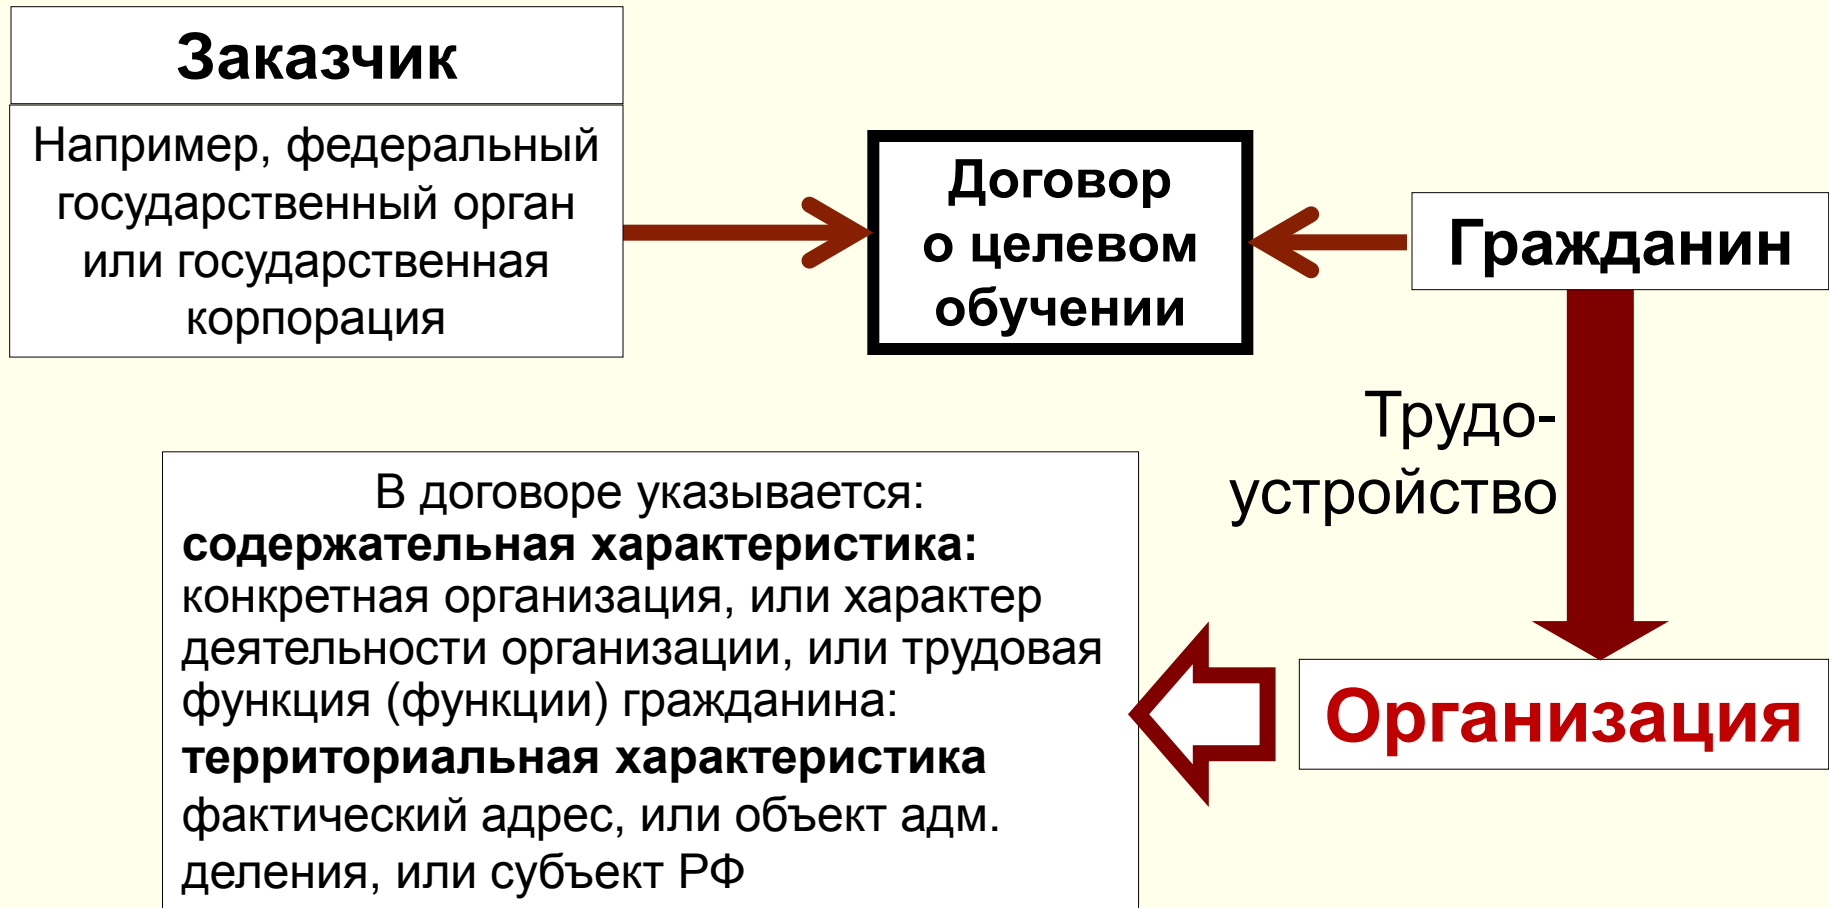 Заказчик
Например, федеральный
государственный орган
или государственная
корпорация
Договор
о целевом
обучении
Гражданин
Трудо-
устройство
В договоре указывается:
содержательная характеристика:
конкретная организация, или характер
деятельности организации, или трудовая
функция (функции) гражданина:
территориальная характеристика
фактический адрес, или объект адм.
деления, или субъект РФ
Организация